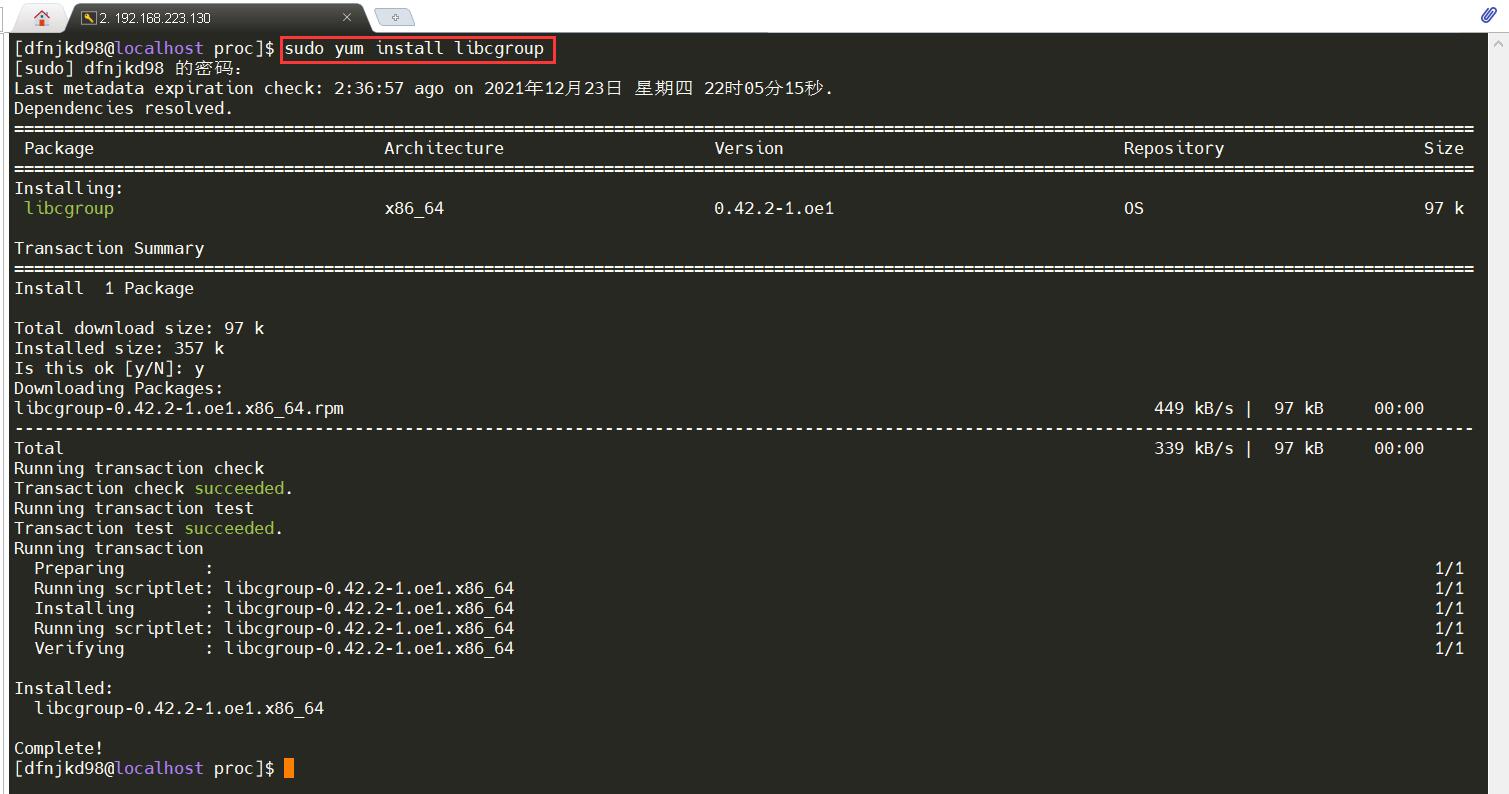 2. 192.168.223.130
[dfnjkd98@localhost proc]$ sudo yum install libcgroup
[sudo] dfnjkd98 的密码：
Last metadata expiration check: 2:36:57 ago on 2021年12月23日 星期四 22时05分15秒.
Dependencies resolved.
================================================================================
Package Architecture Version Repository Size
================================================================================
Installing:
libcgroup x86_64 0.42.2-1.oe1 OS 97 k
Transaction Summary
================================================================================
Install 1 Package
Total download size: 97 k
Installed size: 357 k
Is this ok [y/N]: y
Downloading Packages:
libcgroup-0.42.2-1.oe1.x86_64.rpm 449 kB/s | 97 kB 00:00
--------------------------------------------------------------------------------
Total 339 kB/s | 97 kB 00:00
Running transaction check
Transaction check succeeded.
Running transaction test
Transaction test succeeded.
Running transaction
Preparing : 1/1
Running scriptlet: libcgroup-0.42.2-1.oe1.x86_64 1/1
Installing : libcgroup-0.42.2-1.oe1.x86_64 1/1
Running scriptlet: libcgroup-0.42.2-1.oe1.x86_64 1/1
Verifying : libcgroup-0.42.2-1.oe1.x86_64 1/1
Installed:
libcgroup-0.42.2-1.oe1.x86_64
Complete!
[dfnjkd98@localhost proc]$